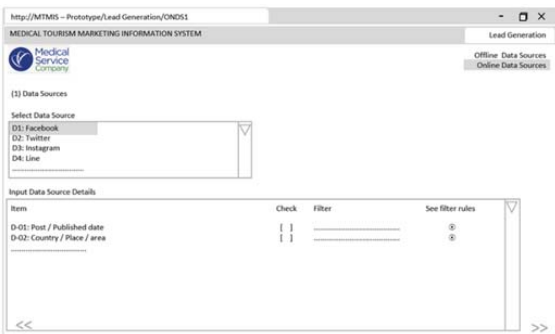 http://MTMIS – Prototype/Lead Generation/ONDS1
MEDICAL TOURISM MARKETING INFORMATION SYSTEM
Lead Generation
Medical
Service
Company
Offline Data Sources
Online Data Sources
(1) Data Sources
Select Data Source
D1: Facebook
D2: Twitter
D3: Instagram
D4: Line
Input Data Source Details
Item Check Filter See filter rules
D-O1: Post / Published date [ ]
D-O2: Country / Place / area [ ]
<< >>